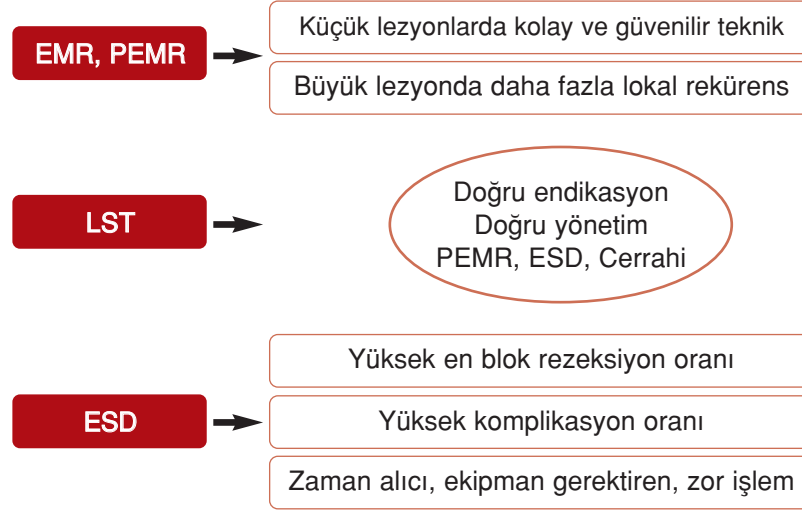 EMR, PEMR
Küçük lezyonlarda kolay ve güvenilir teknik
Büyük lezyonda daha fazla lokal rekürens
LST
Doğru endikasyon
Doğru yönetim
PEMR, ESD, Cerrahi
ESD
Yüksek en blok rezeksiyon oranı
Yüksek komplikasyon oranı
Zaman alıcı, ekipman gerektiren, zor işlem